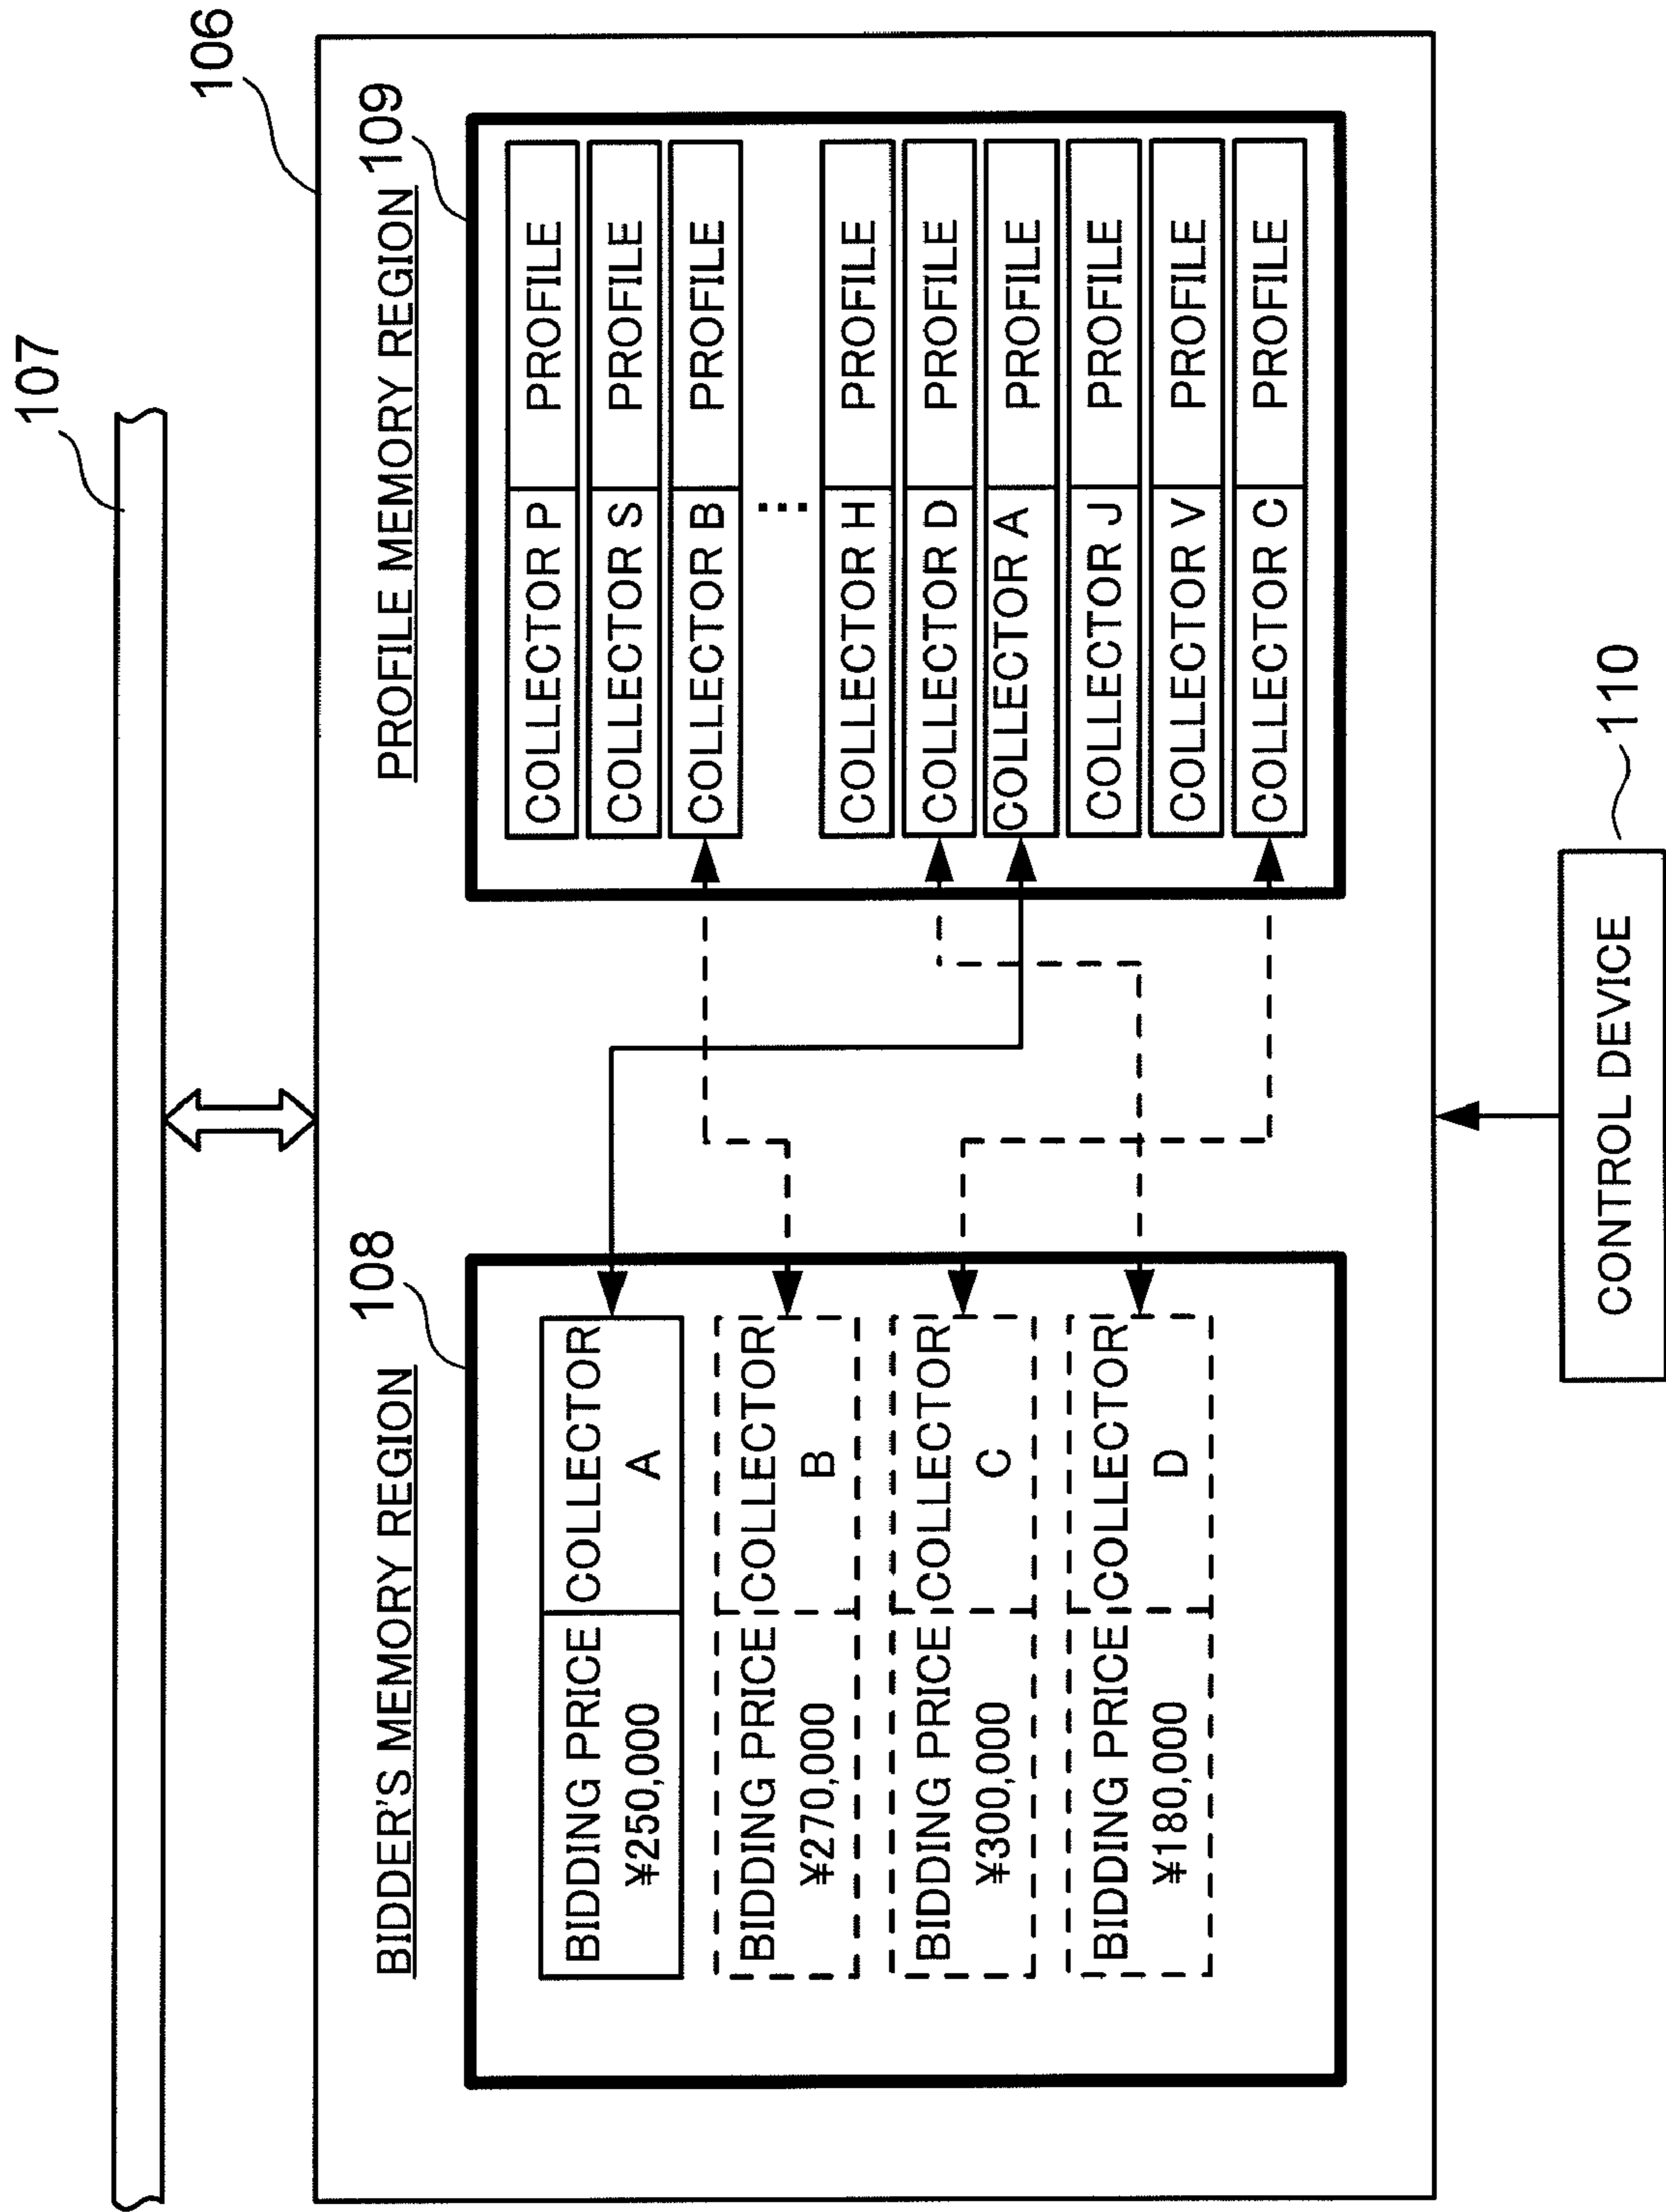 107
106
BIDDER'S MEMORY REGION
108
BIDDING PRICE
¥250,000
COLLECTOR
A
BIDDING PRICE
¥270,000
COLLECTOR
B
BIDDING PRICE
¥300,000
COLLECTOR
C
BIDDING PRICE
¥180,000
COLLECTOR
D
PROFILE MEMORY REGION
109
COLLECTOR P PROFILE
COLLECTOR S PROFILE
COLLECTOR B PROFILE
...
COLLECTOR H PROFILE
COLLECTOR D PROFILE
COLLECTOR A PROFILE
COLLECTOR J PROFILE
COLLECTOR V PROFILE
COLLECTOR C PROFILE
CONTROL DEVICE
110